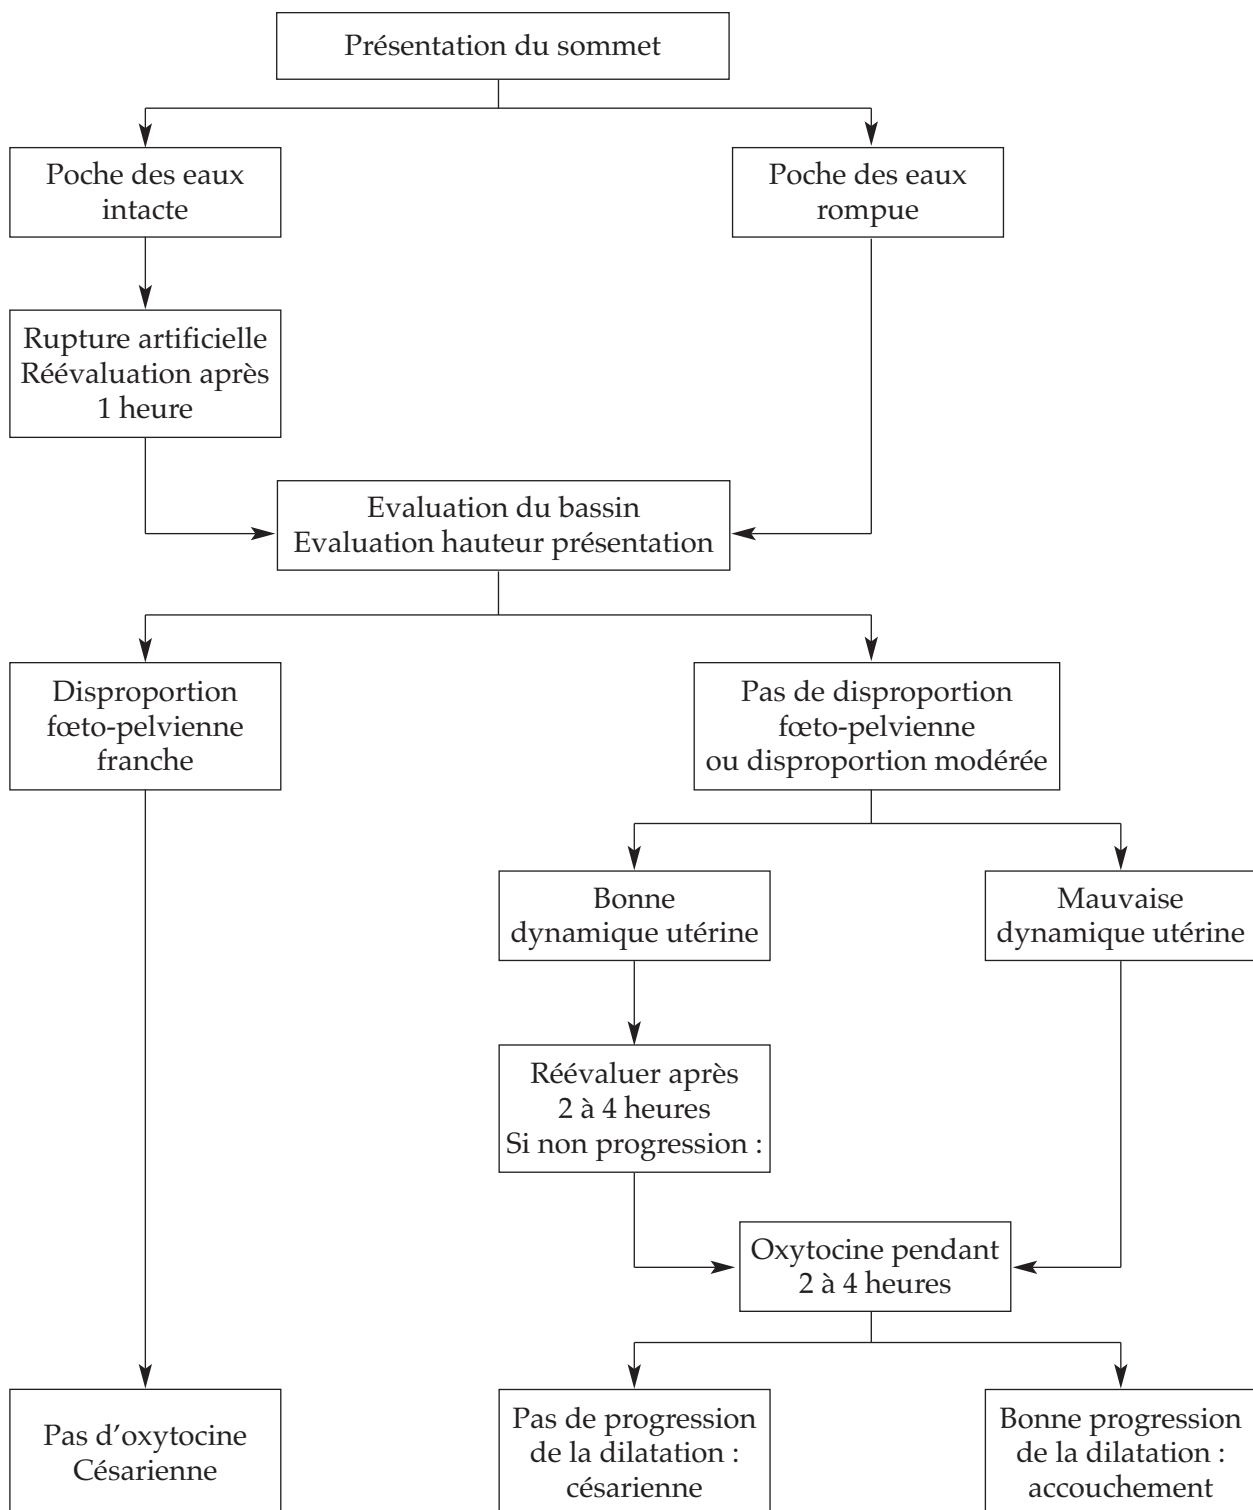 Présentation du sommet
Poche des eaux
intacte
Poche des eaux
rompue
Rupture artificielle
Réévaluation après
1 heure
Evaluation du bassin
Evaluation hauteur présentation
Disproportion
fœto-pelvienne
franche
Pas de disproportion
fœto-pelvienne
ou disproportion modérée
Bonne
dynamique utérine
Mauvaise
dynamique utérine
Réévaluer après
2 à 4 heures
Si non progression :
Oxytocine pendant
2 à 4 heures
Pas d’oxytocine
Césarienne
Pas de progression
de la dilatation :
césarienne
Bonne progression
de la dilatation :
accouchement